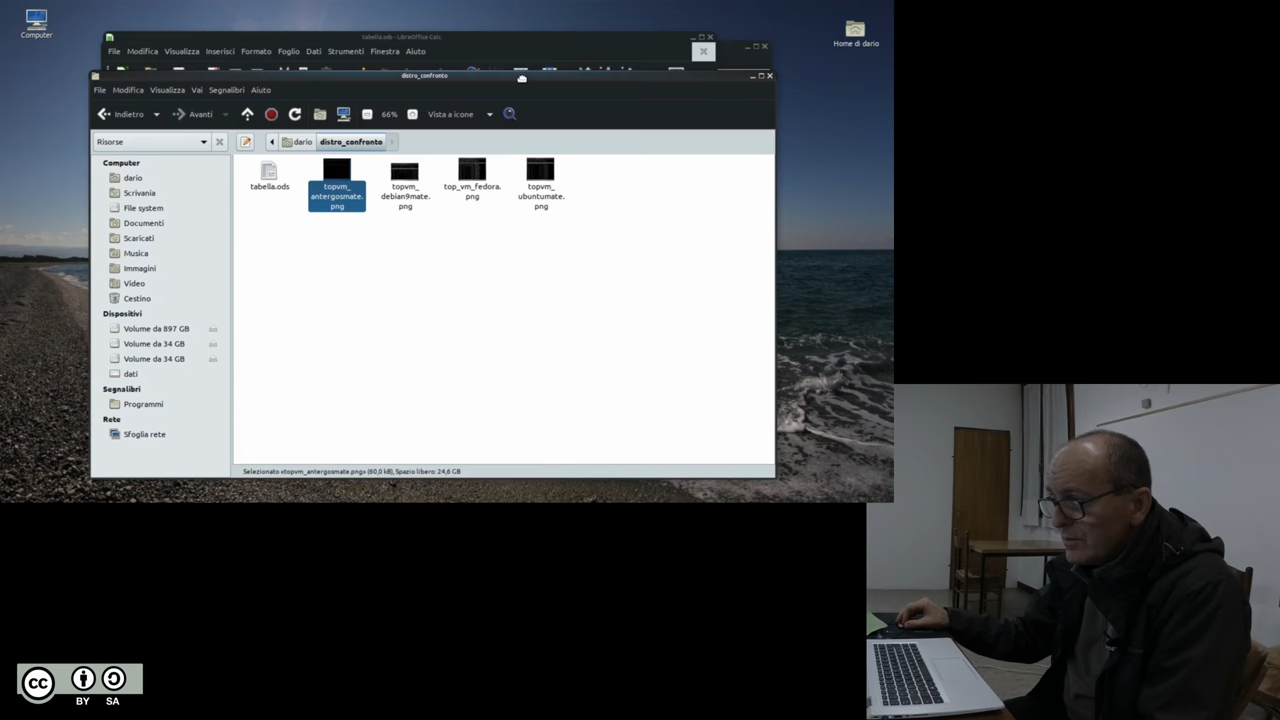 Computer
Home di dario
tabella.ods - LibreOffice Calc
File Modifica Visualizza Inserisci Formato Foglio Dati Strumenti Finestra Aiuto
distro_confronto
File Modifica Visualizza Vai Segnalibri Aiuto
Indietro Avanti 66% Vista a icone
Risorse dario distro_confronto
Computer
dario
Scrivania
File system
Documenti
Scaricati
Musica
Immagini
Video
Cestino
Dispositivi
Volume da 897 GB
Volume da 34 GB
Volume da 34 GB
dati
Segnalibri
Programmi
Rete
Sfoglia rete
tabella.ods
topvm_
antergosmate.
png
topvm_
debian9mate.
png
top_vm_fedora.
png
topvm_
ubuntumate.
png
Selezionato «topvm_antergosmate.png» (60,0 kB), Spazio libero: 24,6 GB
cc
BY SA